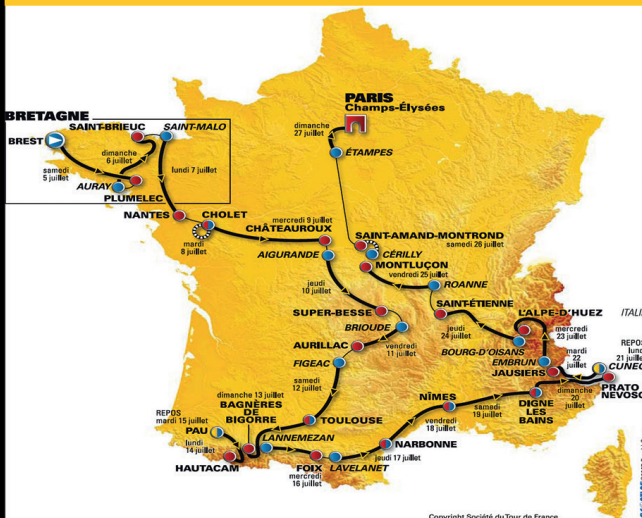 PARIS
Champs-Élysées
dimanche
27 juillet
ÉTAMPES
BRETAGNE
SAINT-BRIEUC
SAINT-MALO
BREST
dimanche
6 juillet
samedi
5 juillet
AURAY
PLUMELEC
lundi 7 juillet
NANTES
CHOLET
mardi
8 juillet
mercredi 9 juillet
CHÂTEAUROUX
AIGURANDE
SAINT-AMAND-MONTROND
samedi 26 juillet
CÉRILLY
MONTLUÇON
vendredi 25 juillet
ROANNE
jeudi
10 juillet
SUPER-BESSE
BRIOUDE
SAINT-ÉTIENNE
jeudi
24 juillet
L'ALPE-D'HUEZ
mercredi
23 juillet
BOURG-D'OISANS
ITALI
REPOS
lund
21 juille
CUNEO
mardi
22
juillet
EMBRUN
JAUSIERS
PRATO
NEVOSO
dimanche
20
juillet
DIGNE
LES
BAINS
AURILLAC
vendredi
11 juillet
FIGEAC
samedi
12 juillet
dimanche 13 juillet
BAGNÈRES
DE
BIGORRE
TOULOUSE
NÎMES
samedi
19 juillet
vendredi
18 juillet
REPOS
mardi 15 juillet
PAU
lundi
14 juillet
HAUTACAM
LANNEMEZAN
FOIX
mercredi
16 juillet
LAVELANET
NARBONNE
jeudi 17 juillet
Copyright Société du Tour de France